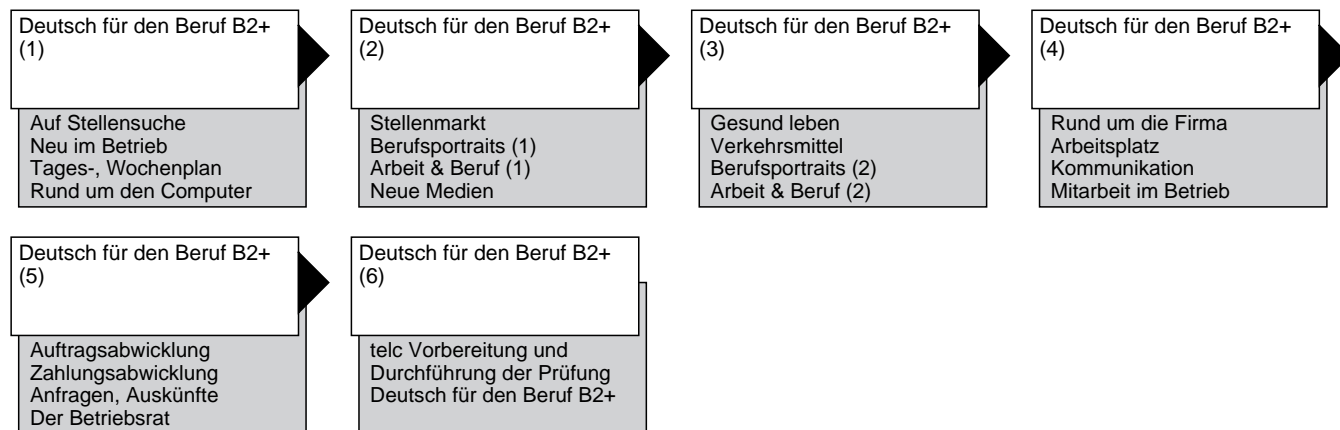 Deutsch für den Beruf B2+
(1)
Auf Stellensuche
Neu im Betrieb
Tages-, Wochenplan
Rund um den Computer
Deutsch für den Beruf B2+
(2)
Stellenmarkt
Berufsportraits (1)
Arbeit & Beruf (1)
Neue Medien
Deutsch für den Beruf B2+
(3)
Gesund leben
Verkehrsmittel
Berufsportraits (2)
Arbeit & Beruf (2)
Deutsch für den Beruf B2+
(4)
Rund um die Firma
Arbeitsplatz
Kommunikation
Mitarbeit im Betrieb
Deutsch für den Beruf B2+
(5)
Auftragsabwicklung
Zahlungsabwicklung
Anfragen, Auskünfte
Der Betriebsrat
Deutsch für den Beruf B2+
(6)
telc Vorbereitung und
Durchführung der Prüfung
Deutsch für den Beruf B2+